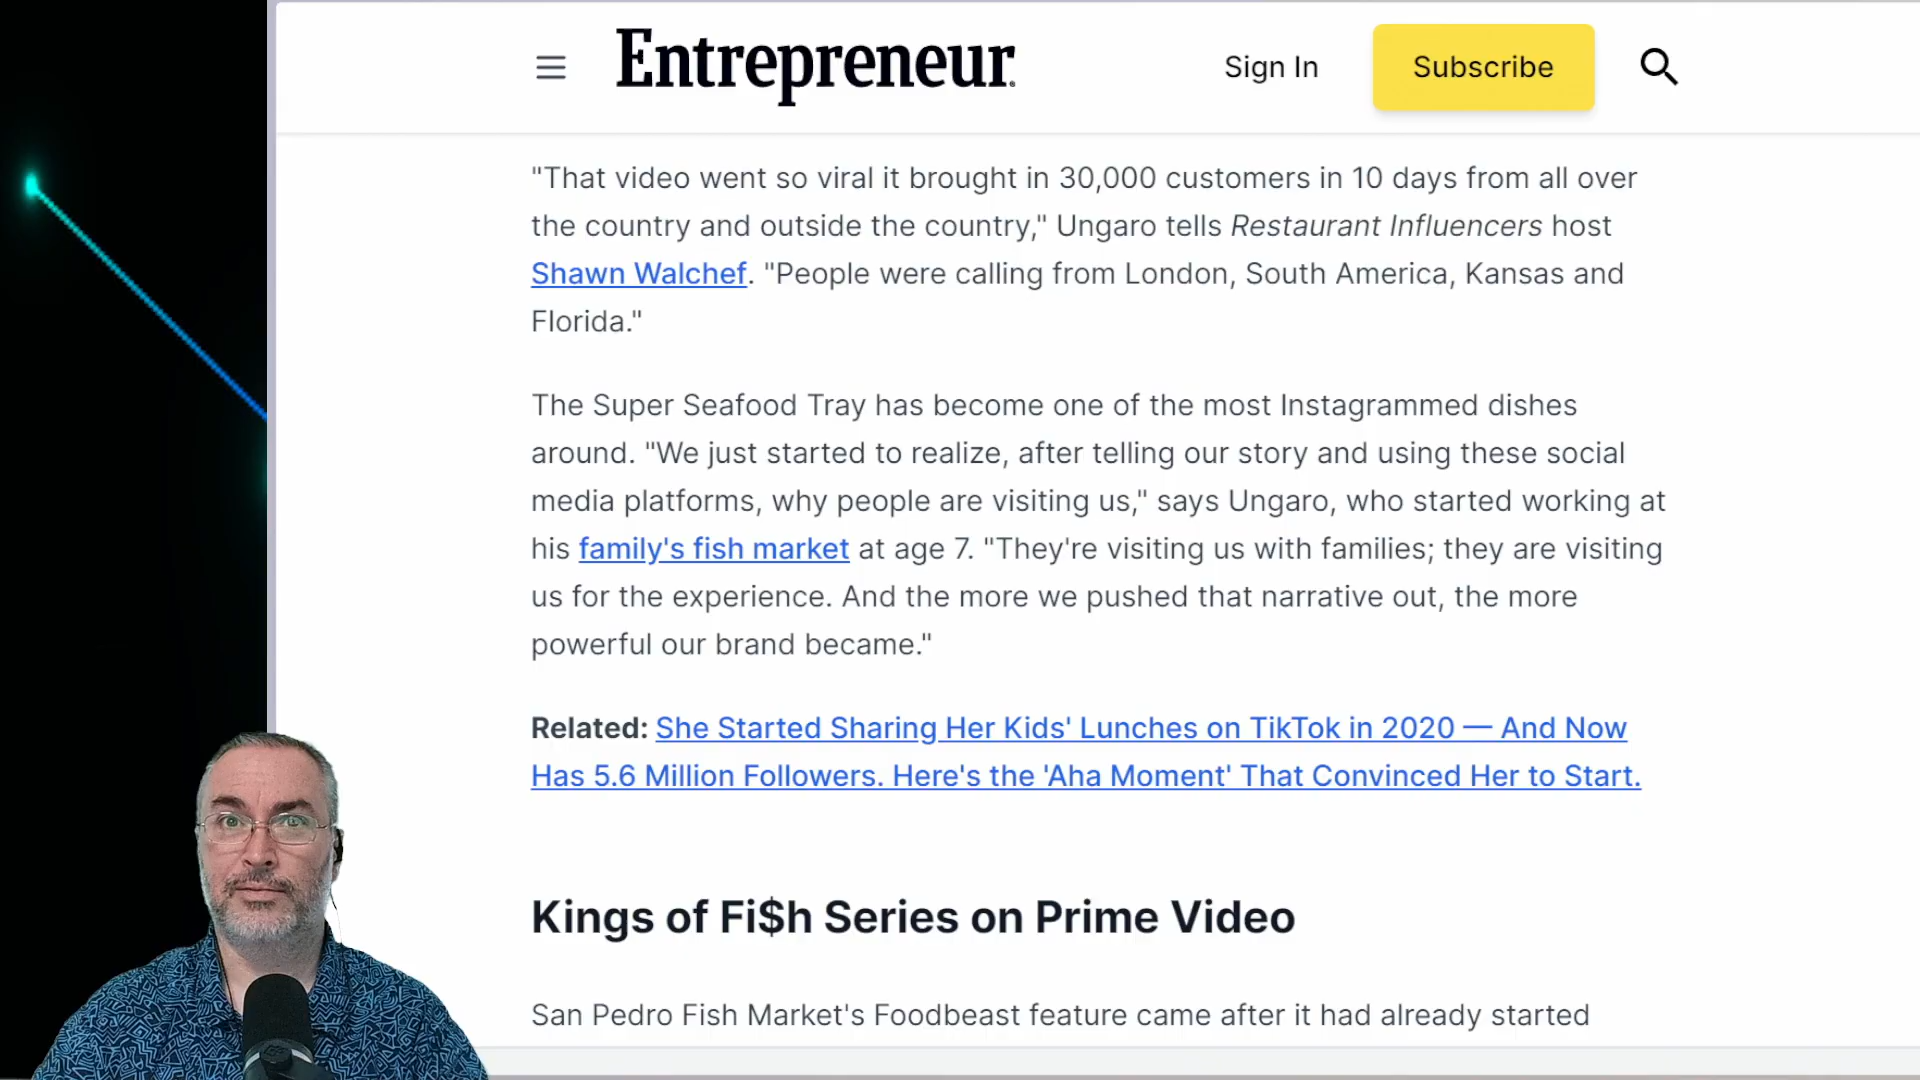 Entrepreneur
Sign In
Subscribe
"That video went so viral it brought in 30,000 customers in 10 days from all over
the country and outside the country," Ungaro tells Restaurant Influencers host
Shawn Walchef. "People were calling from London, South America, Kansas and
Florida."
The Super Seafood Tray has become one of the most Instagrammed dishes
around. "We just started to realize, after telling our story and using these social
media platforms, why people are visiting us," says Ungaro, who started working at
his family's fish market at age 7. "They're visiting us with families; they are visiting
us for the experience. And the more we pushed that narrative out, the more
powerful our brand became."
Related: She Started Sharing Her Kids' Lunches on TikTok in 2020 — And Now
Has 5.6 Million Followers. Here's the 'Aha Moment' That Convinced Her to Start.
Kings of Fi$h Series on Prime Video
San Pedro Fish Market's Foodbeast feature came after it had already started